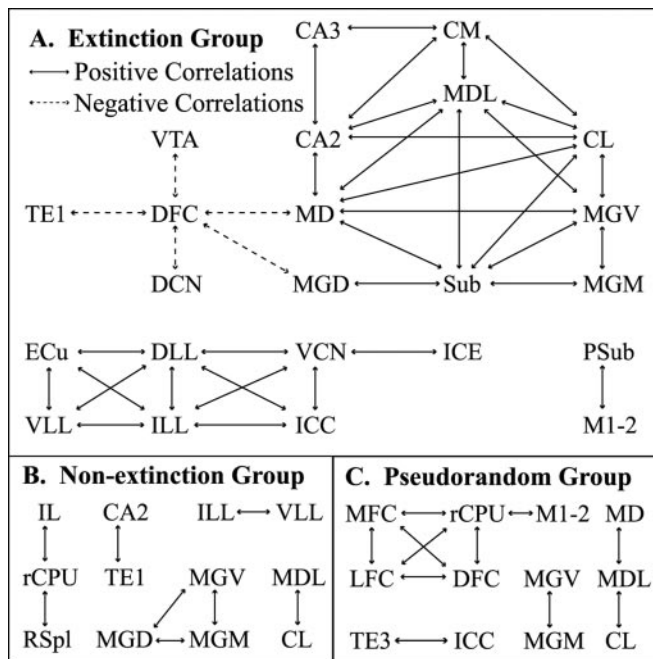 A. Extinction Group
Positive Correlations
Negative Correlations
CA3 CM
MDL
VTA CA2 CL
TE1 DFC MD MGV
DCN MGD Sub MGM
ECu DLL VCN ICE PSub
VLL ILL ICC M1-2
B. Non-extinction Group
IL CA2 ILL VLL
rCPU TE1 MGV MDL
RSpl MGD MGM CL
C. Pseudorandom Group
MFC rCPU M1-2 MD
LFC DFC MGV MDL
TE3 ICC MGM CL